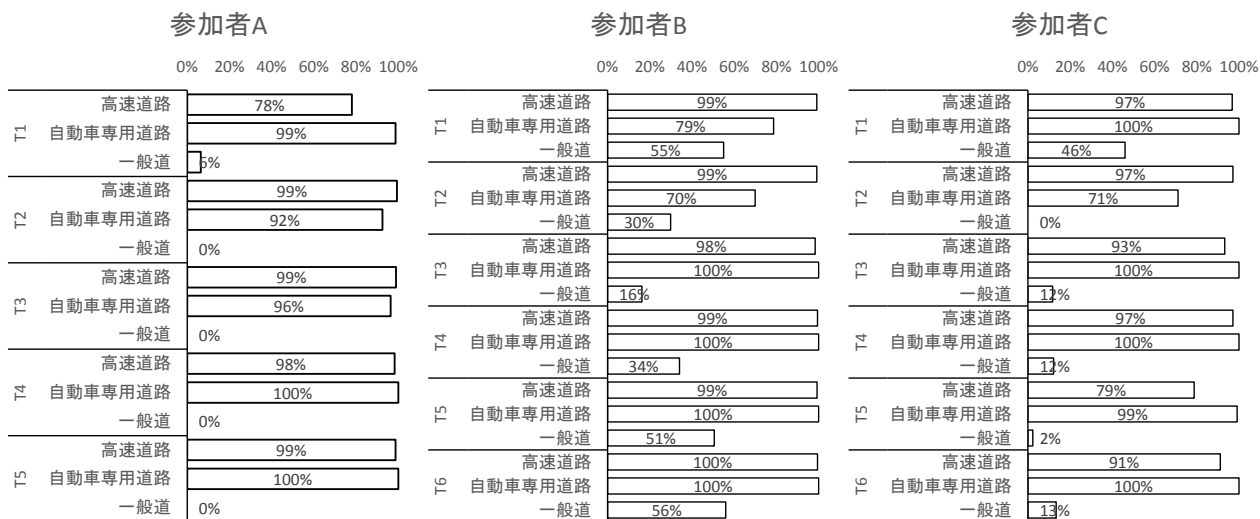 参加者A
0% 20% 40% 60% 80% 100%
T1
高速道路 78%
自動車専用道路 99%
一般道 6%
T2
高速道路 99%
自動車専用道路 92%
一般道 0%
T3
高速道路 99%
自動車専用道路 96%
一般道 0%
T4
高速道路 98%
自動車専用道路 100%
一般道 0%
T5
高速道路 99%
自動車専用道路 100%
一般道 0%
参加者B
0% 20% 40% 60% 80% 100%
T1
高速道路 99%
自動車専用道路 79%
一般道 55%
T2
高速道路 99%
自動車専用道路 70%
一般道 30%
T3
高速道路 98%
自動車専用道路 100%
一般道 16%
T4
高速道路 99%
自動車専用道路 100%
一般道 34%
T5
高速道路 99%
自動車専用道路 100%
一般道 51%
T6
高速道路 100%
自動車専用道路 100%
一般道 56%
参加者C
0% 20% 40% 60% 80% 100%
T1
高速道路 97%
自動車専用道路 100%
一般道 46%
T2
高速道路 97%
自動車専用道路 71%
一般道 0%
T3
高速道路 93%
自動車専用道路 100%
一般道 12%
T4
高速道路 97%
自動車専用道路 100%
一般道 12%
T5
高速道路 79%
自動車専用道路 99%
一般道 2%
T6
高速道路 91%
自動車専用道路 100%
一般道 13%